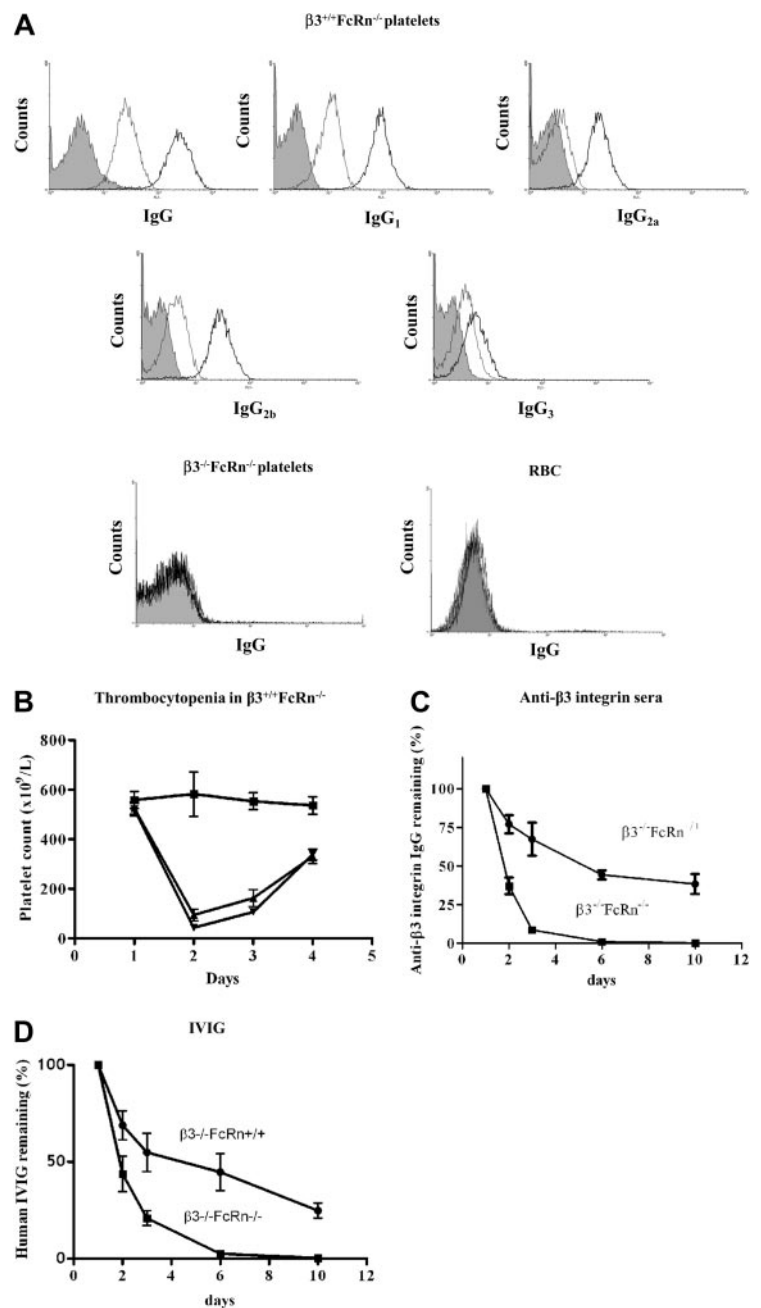 A
β3+/+FcRn-/- platelets
Counts
IgG
Counts
IgG1
Counts
IgG2a
Counts
IgG2b
Counts
IgG3
β3-/-FcRn-/- platelets
Counts
IgG
RBC
Counts
IgG
B
Thrombocytopenia in β3+/+FcRn-/-
Platelet count (x10⁹/L)
800
600
400
200
0
0 1 2 3 4 5
Days
C
Anti-β3 integrin sera
Anti-β3 integrin IgG remaining (%)
100
75
50
25
0
0 2 4 6 8 10 12
days
D
IVIG
Human IVIG remaining (%)
100
50
0
β3-/-FcRn+/+
β3-/-FcRn-/-
0 2 4 6 8 10 12
days